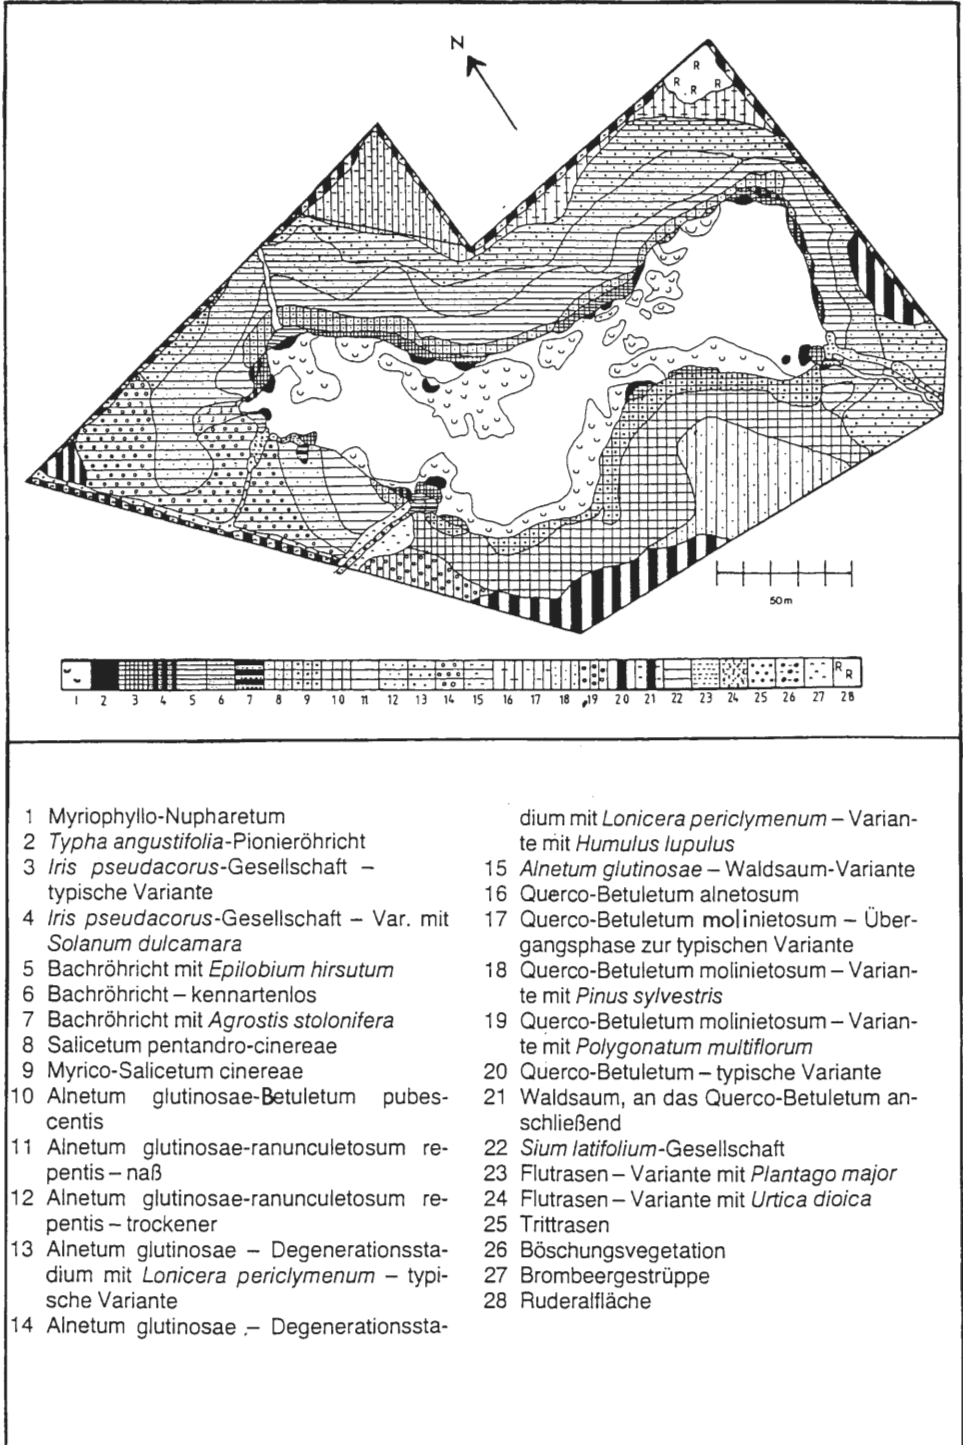 N
R
R R R
50m
R
R
1 2 3 4 5 6 7 8 9 10 11 12 13 14 15 16 17 18 19 20 21 22 23 24 25 26 27 28
1 Myriophyllo-Nupharetum
2 Typha angustifolia-Pionieröhricht
3 Iris pseudacorus-Gesellschaft –
typische Variante
4 Iris pseudacorus-Gesellschaft – Var. mit
Solanum dulcamara
5 Bachröhricht mit Epilobium hirsutum
6 Bachröhricht – kennartenlos
7 Bachröhricht mit Agrostis stolonifera
8 Salicetum pentandro-cinereae
9 Myrico-Salicetum cinereae
10 Alnetum glutinosae-Betuletum pubes-
centis
11 Alnetum glutinosae-ranunculetosum re-
pentis – naß
12 Alnetum glutinosae-ranunculetosum re-
pentis – trockener
13 Alnetum glutinosae – Degenerationssta-
dium mit Lonicera periclymenum – typi-
sche Variante
14 Alnetum glutinosae – Degenerationssta-
dium mit Lonicera periclymenum – Varian-
te mit Humulus lupulus
15 Alnetum glutinosae – Waldsaum-Variante
16 Querco-Betuletum alnetosum
17 Querco-Betuletum molinietosum – Über-
gangsphase zur typischen Variante
18 Querco-Betuletum molinietosum – Varian-
te mit Pinus sylvestris
19 Querco-Betuletum molinietosum – Varian-
te mit Polygonatum multiflorum
20 Querco-Betuletum – typische Variante
21 Waldsaum, an das Querco-Betuletum an-
schließend
22 Sium latifolium-Gesellschaft
23 Flutrasen – Variante mit Plantago major
24 Flutrasen – Variante mit Urtica dioica
25 Trittrasen
26 Böschungsvegetation
27 Brombeergestrüppe
28 Ruderalfläche